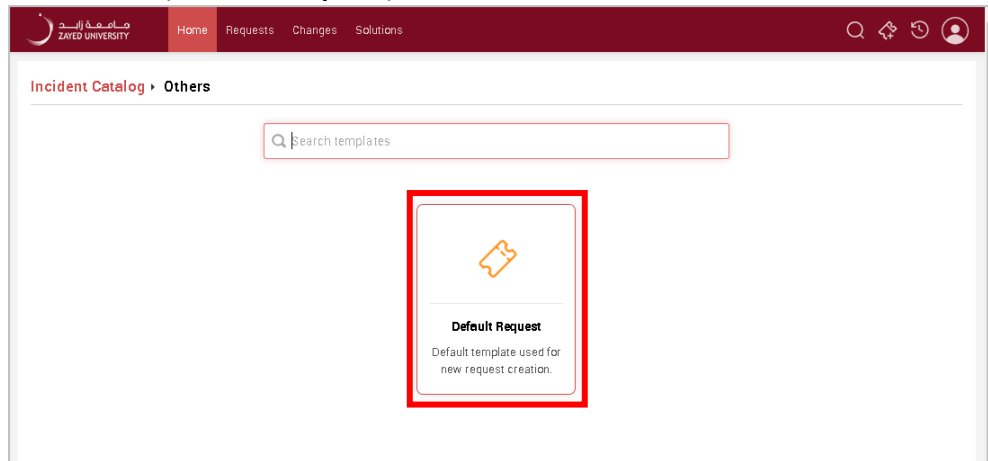 جامعة زايد
ZAYED UNIVERSITY
Home Requests Changes Solutions
Incident Catalog ▸ Others
Search templates
Default Request
Default template used for
new request creation.